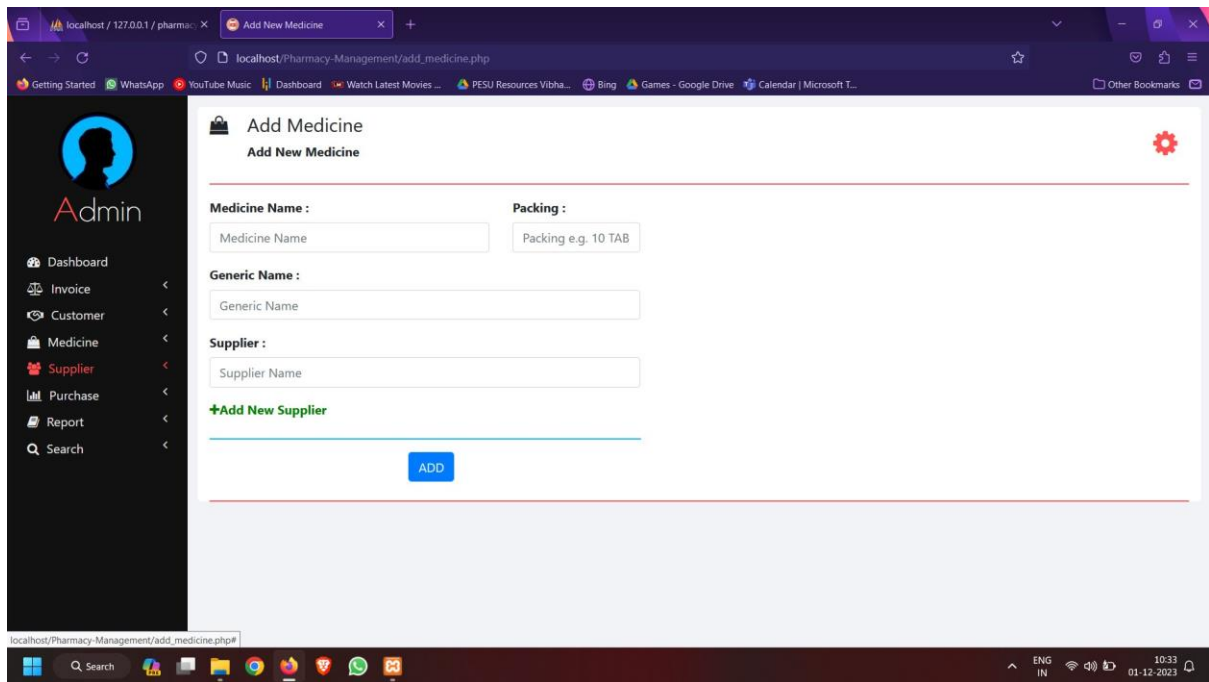 localhost / 127.0.0.1 / pharmac
Add New Medicine
localhost/Pharmacy-Management/add_medicine.php
Getting Started WhatsApp YouTube Music Dashboard Watch Latest Movies ... PESU Resources Vibha... Bing Games - Google Drive Calendar | Microsoft T... Other Bookmarks
Admin
Dashboard
Invoice
Customer
Medicine
Supplier
Purchase
Report
Search
Add Medicine
Add New Medicine
Medicine Name : Packing :
Medicine Name Packing e.g. 10 TAB
Generic Name :
Generic Name
Supplier :
Supplier Name
+Add New Supplier
ADD
localhost/Pharmacy-Management/add_medicine.php#
Search
ENG
IN
10:33
01-12-2023